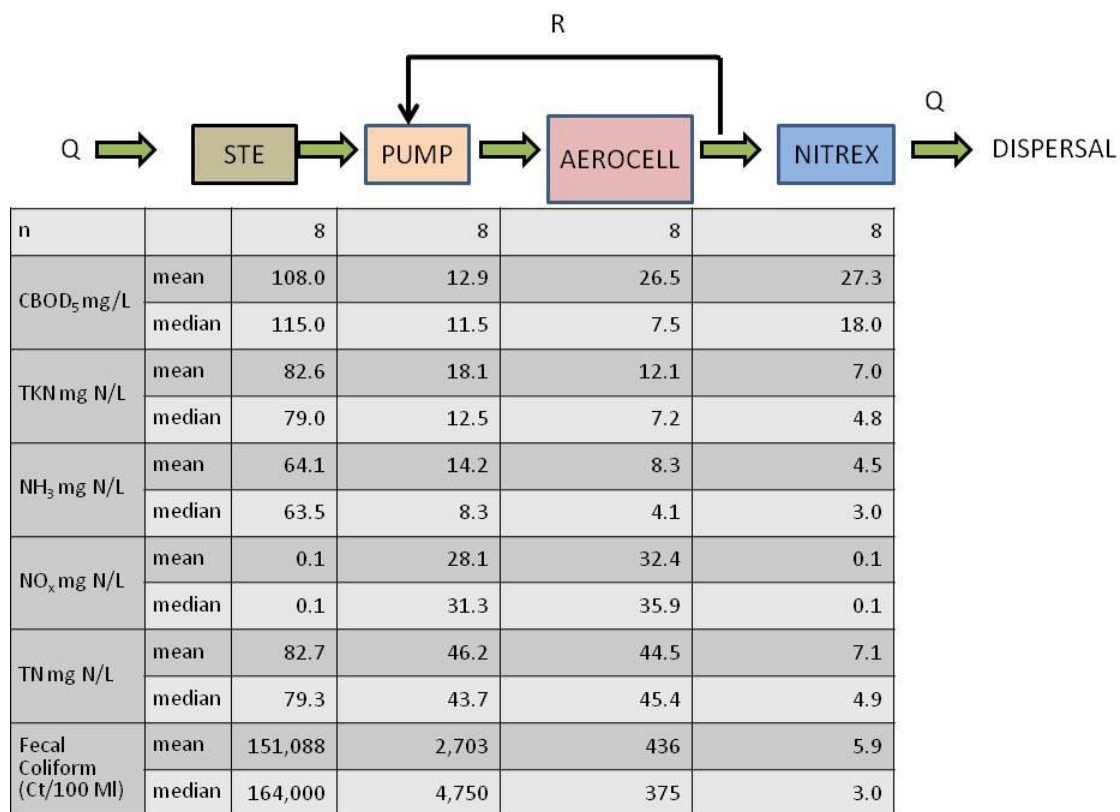 R
Q
Q
STE
PUMP
AEROCELL
NITREX
DISPERSAL
n 8 8 8 8
CBOD₅ mg/L mean 108.0 12.9 26.5 27.3
median 115.0 11.5 7.5 18.0
TKN mg N/L mean 82.6 18.1 12.1 7.0
median 79.0 12.5 7.2 4.8
NH₃ mg N/L mean 64.1 14.2 8.3 4.5
median 63.5 8.3 4.1 3.0
NOₓ mg N/L mean 0.1 28.1 32.4 0.1
median 0.1 31.3 35.9 0.1
TN mg N/L mean 82.7 46.2 44.5 7.1
median 79.3 43.7 45.4 4.9
Fecal
Coliform
(Ct/100 Ml)
mean 151,088 2,703 436 5.9
median 164,000 4,750 375 3.0